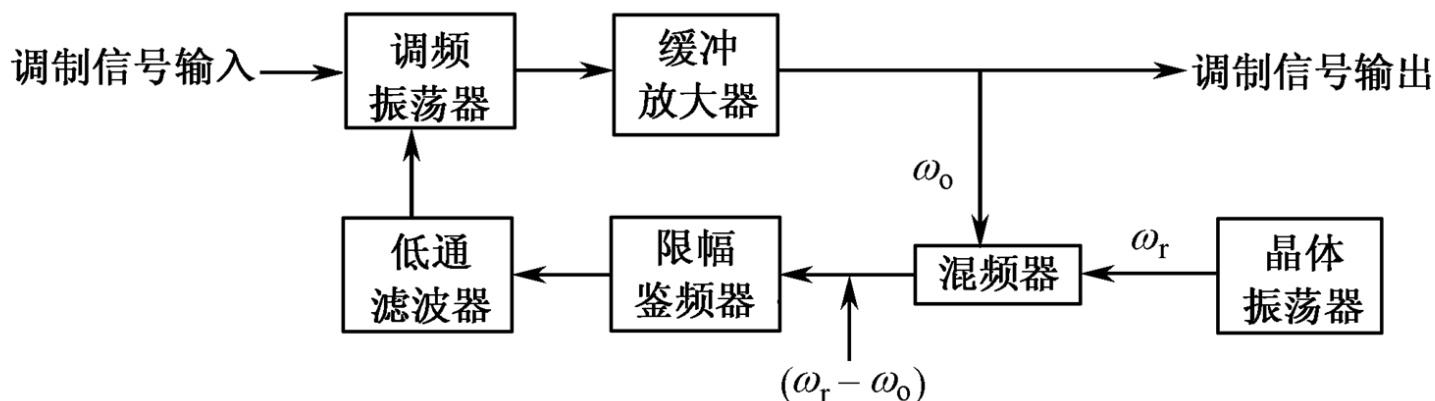 调制信号输入
调频
振荡器
缓冲
放大器
调制信号输出
ωo
低通
滤波器
限幅
鉴频器
混频器
ωr
晶体
振荡器
(ωr − ωo)